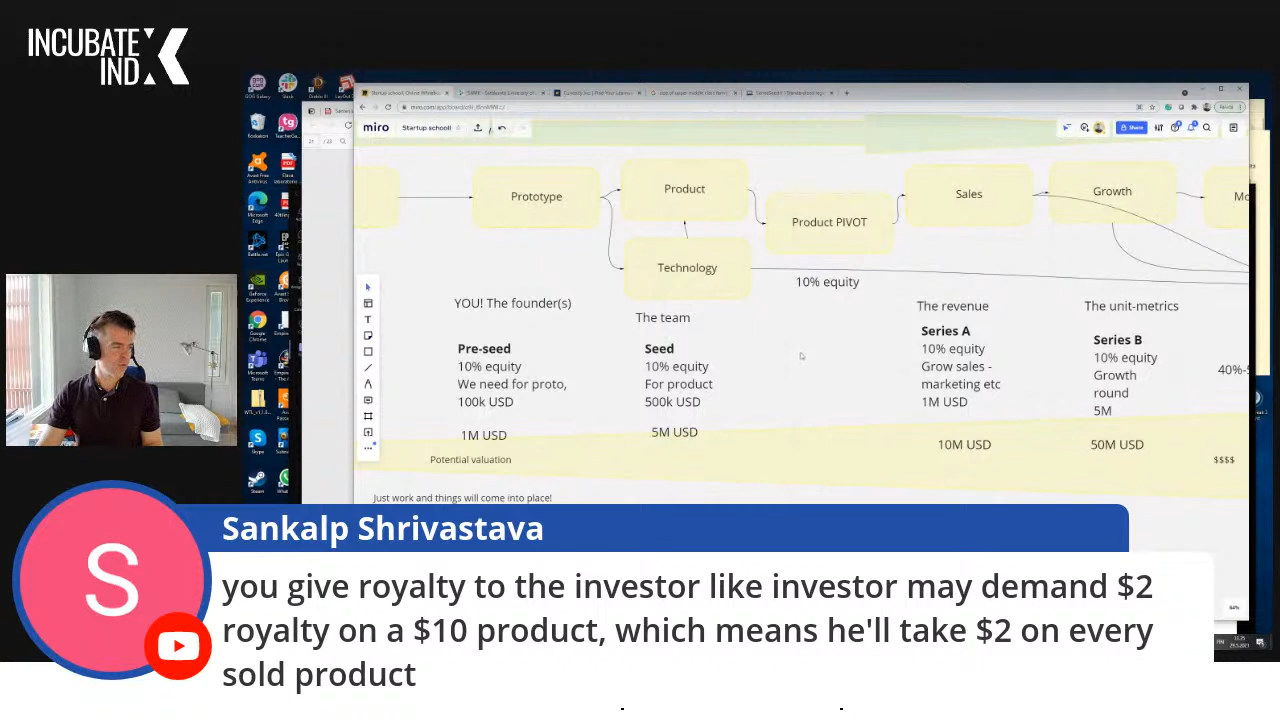 INCUBATE
IND
miro
Startup schooll
Share
Prototype
Product
Product PIVOT
Technology
Sales
Growth
Mo
10% equity
YOU! The founder(s)
The team
The revenue
The unit-metrics
Pre-seed
10% equity
We need for proto,
100k USD
Seed
10% equity
For product
500k USD
Series A
10% equity
Grow sales -
marketing etc
1M USD
Series B
10% equity
Growth
round
5M
40%-5
1M USD
5M USD
10M USD
50M USD
Potential valuation
$$$$
Just work and things will come into place!
S
Sankalp Shrivastava
you give royalty to the investor like investor may demand $2
royalty on a $10 product, which means he'll take $2 on every
sold product